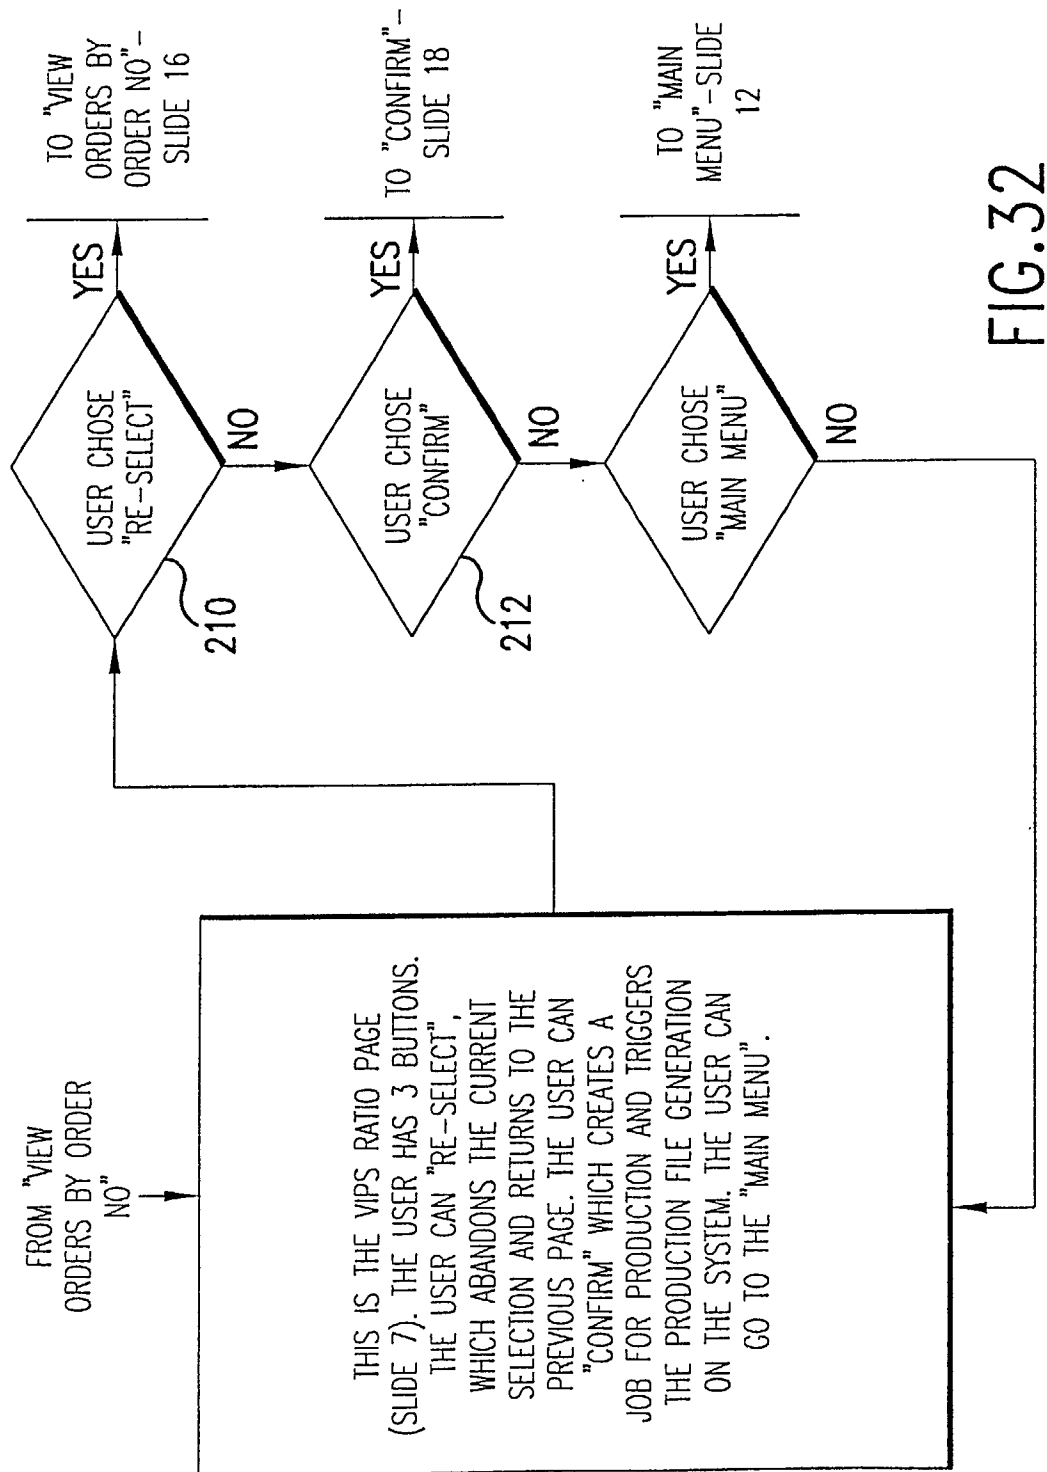 FROM "VIEW
ORDERS BY ORDER
NO"
THIS IS THE VIPS RATIO PAGE
(SLIDE 7). THE USER HAS 3 BUTTONS.
THE USER CAN "RE-SELECT",
WHICH ABANDONS THE CURRENT
SELECTION AND RETURNS TO THE
PREVIOUS PAGE. THE USER CAN
"CONFIRM" WHICH CREATES A
JOB FOR PRODUCTION AND TRIGGERS
THE PRODUCTION FILE GENERATION
ON THE SYSTEM. THE USER CAN
GO TO THE "MAIN MENU".
USER CHOSE
"RE-SELECT"
210
YES
NO
TO "VIEW
ORDERS BY
ORDER NO"-
SLIDE 16
USER CHOSE
"CONFIRM"
212
YES
NO
TO "CONFIRM"-
SLIDE 18
USER CHOSE
"MAIN MENU"
YES
NO
TO "MAIN
MENU"-SLIDE
12
FIG.32